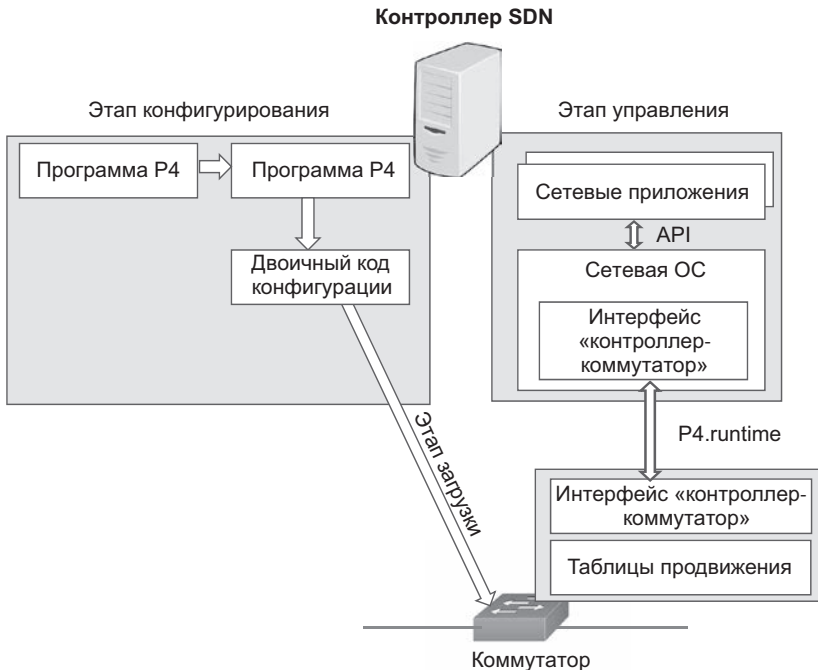 Контроллер SDN
Этап конфигурирования
Этап управления
Программа P4
Программа P4
Двоичный код
конфигурации
Сетевые приложения
API
Сетевая ОС
Интерфейс
«контроллер-
коммутатор»
Этап загрузки
P4.runtime
Интерфейс «контроллер-
коммутатор»
Таблицы продвижения
Коммутатор